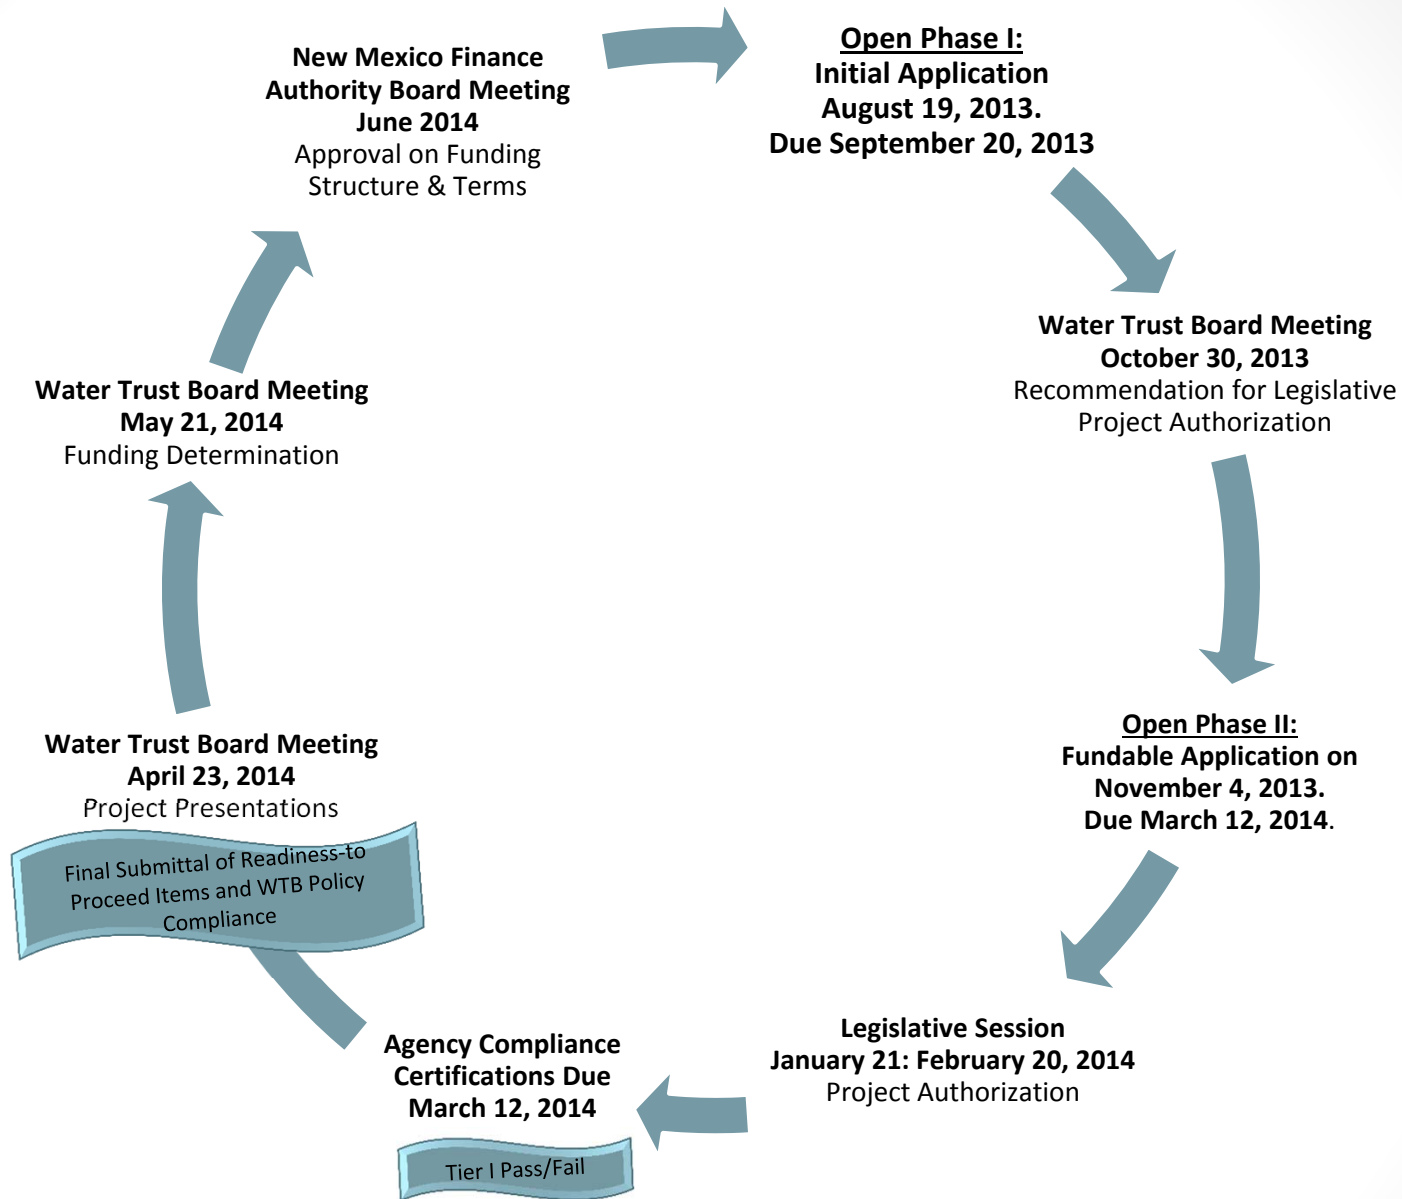 New Mexico Finance
Authority Board Meeting
June 2014
Approval on Funding
Structure & Terms
Open Phase I:
Initial Application
August 19, 2013.
Due September 20, 2013
Water Trust Board Meeting
October 30, 2013
Recommendation for Legislative
Project Authorization
Open Phase II:
Fundable Application on
November 4, 2013.
Due March 12, 2014.
Legislative Session
January 21: February 20, 2014
Project Authorization
Agency Compliance
Certifications Due
March 12, 2014
Tier I Pass/Fail
Water Trust Board Meeting
April 23, 2014
Project Presentations
Final Submittal of Readiness-to
Proceed Items and WTB Policy
Compliance
Water Trust Board Meeting
May 21, 2014
Funding Determination